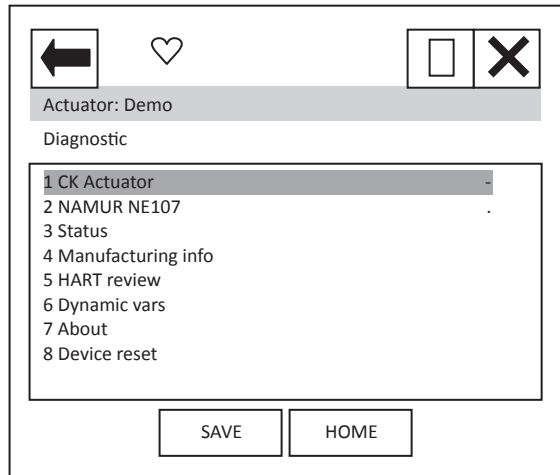 Actuator: Demo
Diagnostic
1 CK Actuator -
2 NAMUR NE107 .
3 Status
4 Manufacturing info
5 HART review
6 Dynamic vars
7 About
8 Device reset
SAVE HOME